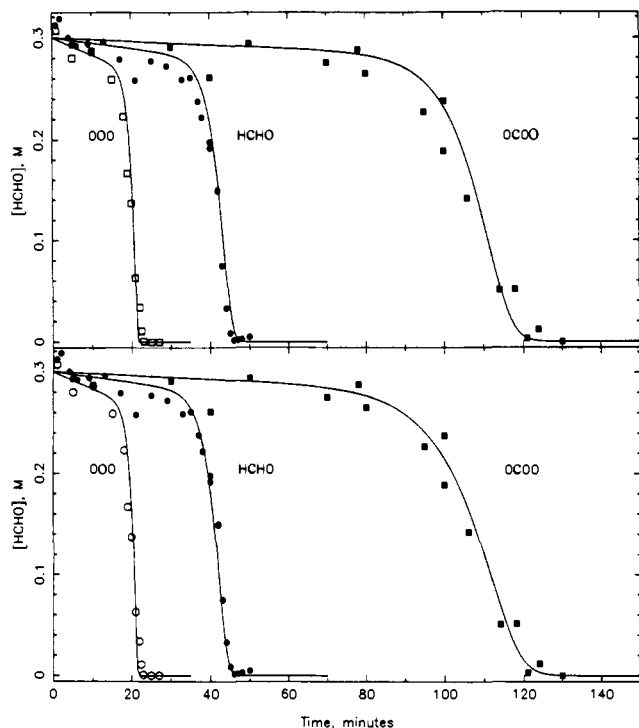 0.3
0.2
0.1
0
[HCHO], M
OOO
HCHO
OCOO
0.3
0.2
0.1
0
[HCHO], M
OOO
HCHO
OCOO
0 20 40 60 80 100 120 140
Time, minutes